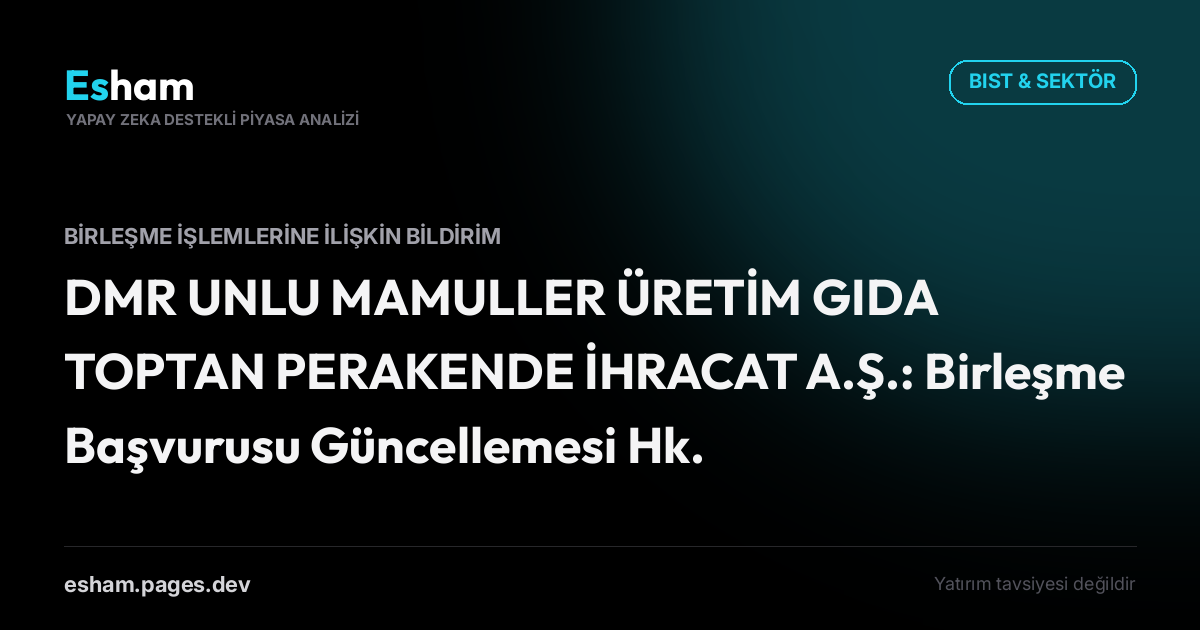 Esham
BIST & SEKTÖR
YAPAY ZEKA DESTEKLİ PİYASA ANALİZİ
BİRLEŞME İŞLEMLERİNE İLİŞKİN BİLDİRİM
DMR UNLU MAMULLER ÜRETİM GIDA
TOPTAN PERAKENDE İHRACAT A.Ş.: Birleşme
Başvurusu Güncellemesi Hk.
esham.pages.dev
Yatırım tavsiyesi değildir